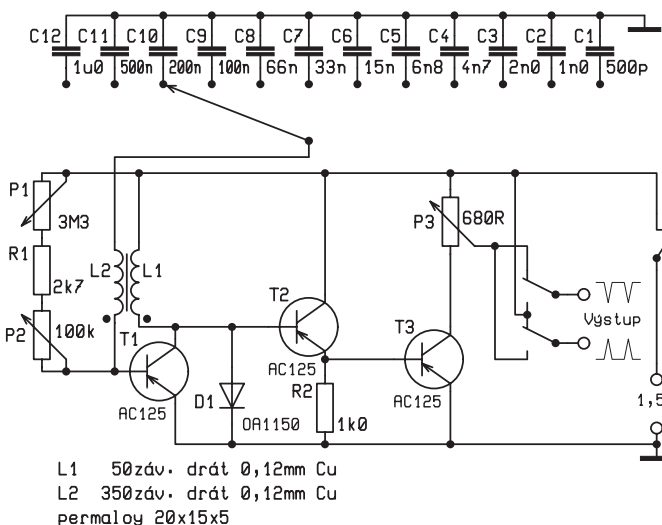 C12 C11 C10 C9 C8 C7 C6 C5 C4 C3 C2 C1
1u0 500n 200n 100n 66n 33n 15n 6n8 4n7 2n0 1n0 500p
P1
3M3
R1
2k7
P2
100k
L2 L1
T1
AC125
D1
OA1150
T2
AC125
R2
1k0
T3
AC125
P3
680R
Výstup
1,5
L1 50záv. drát 0,12mm Cu
L2 350záv. drát 0,12mm Cu
permaloy 20x15x5